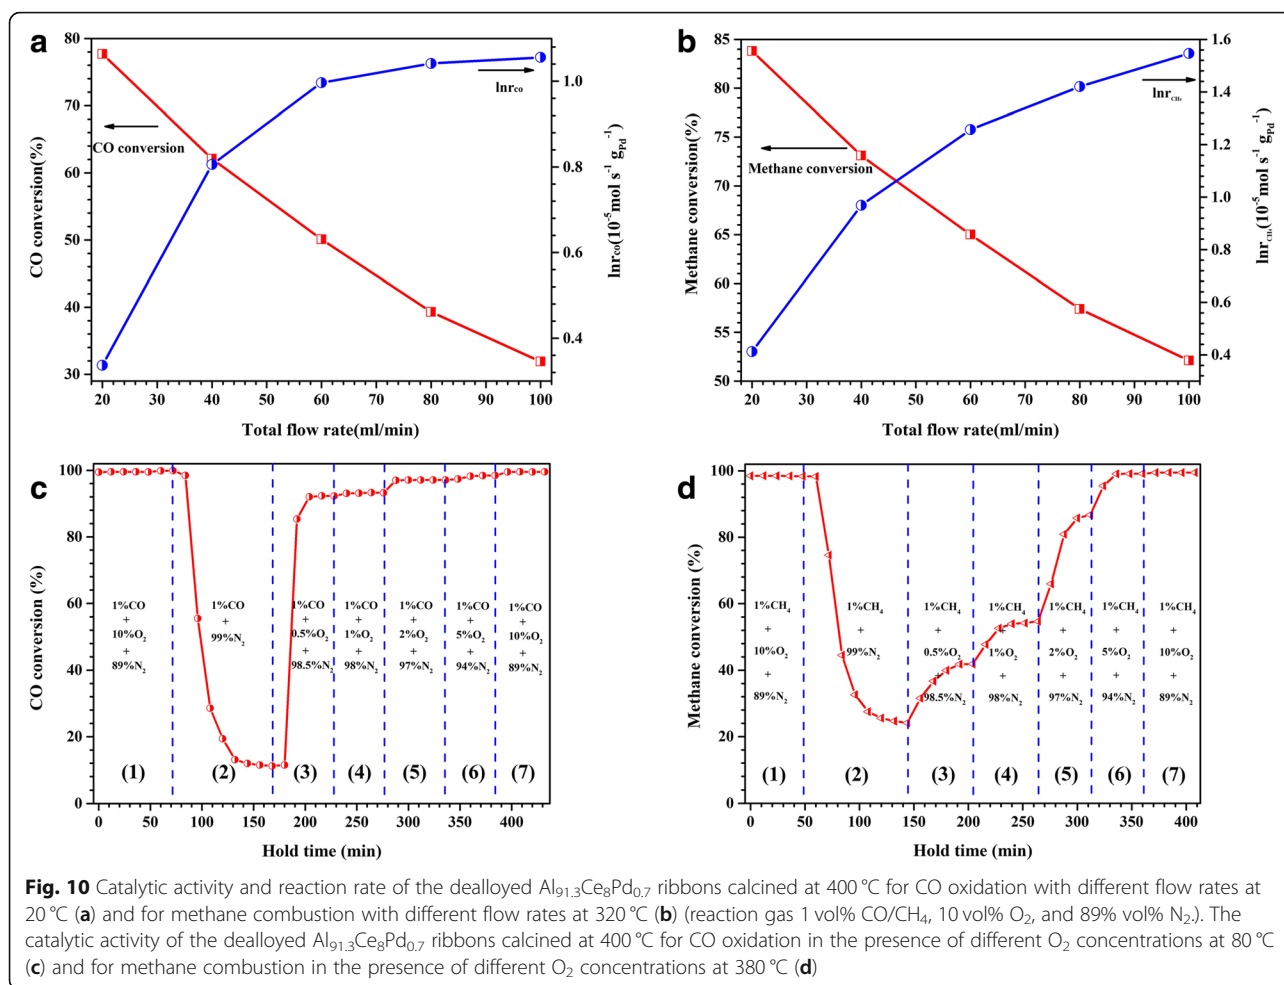 a
80
70
60
50
40
30
CO conversion(%)
CO conversion
lnr_CO
1.0
0.8
0.6
0.4
lnr_CO(10⁻⁵mol s⁻¹ g_Pd⁻¹)
20 30 40 50 60 70 80 90 100
Total flow rate(ml/min)
b
85
80
75
70
65
60
55
50
Methane conversion(%)
Methane conversion
lnr_CH₄
1.6
1.4
1.2
1.0
0.8
0.6
0.4
lnr_CH₄(10⁻⁵mol s⁻¹ g_Pd⁻¹)
20 30 40 50 60 70 80 90 100
Total flow rate(ml/min)
c
100
80
60
40
20
0
CO conversion (%)
1%CO
+
10%O₂
+
89%N₂
1%CO
+
99%N₂
1%CO
+
0.5%O₂
+
98.5%N₂
1%CO
+
1%O₂
+
98%N₂
1%CO
+
2%O₂
+
97%N₂
1%CO
+
5%O₂
+
94%N₂
1%CO
+
10%O₂
+
89%N₂
(1) (2) (3) (4) (5) (6) (7)
0 50 100 150 200 250 300 350 400
Hold time (min)
d
100
80
60
40
20
0
Methane conversion (%)
1%CH₄
+
10%O₂
+
89%N₂
1%CH₄
+
99%N₂
1%CH₄
+
0.5%O₂
+
98.5%N₂
1%CH₄
+
1%O₂
+
98%N₂
1%CH₄
+
2%O₂
+
97%N₂
1%CH₄
+
5%O₂
+
94%N₂
1%CH₄
+
10%O₂
+
89%N₂
(1) (2) (3) (4) (5) (6) (7)
0 50 100 150 200 250 300 350 400
Hold time (min)
Fig. 10 Catalytic activity and reaction rate of the dealloyed Al₉₁.₃Ce₈Pd₀.₇ ribbons calcined at 400 °C for CO oxidation with different flow rates at
20 °C (a) and for methane combustion with different flow rates at 320 °C (b) (reaction gas 1 vol% CO/CH₄, 10 vol% O₂, and 89% vol% N₂.). The
catalytic activity of the dealloyed Al₉₁.₃Ce₈Pd₀.₇ ribbons calcined at 400 °C for CO oxidation in the presence of different O₂ concentrations at 80 °C
(c) and for methane combustion in the presence of different O₂ concentrations at 380 °C (d)